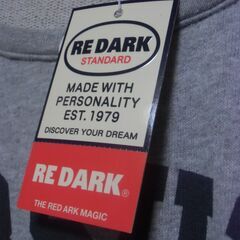 RE DARK
STANDARD
MADE WITH
PERSONALITY
EST. 1979
DISCOVER YOUR DREAM
RE DARK®
THE RED ARK MAGIC